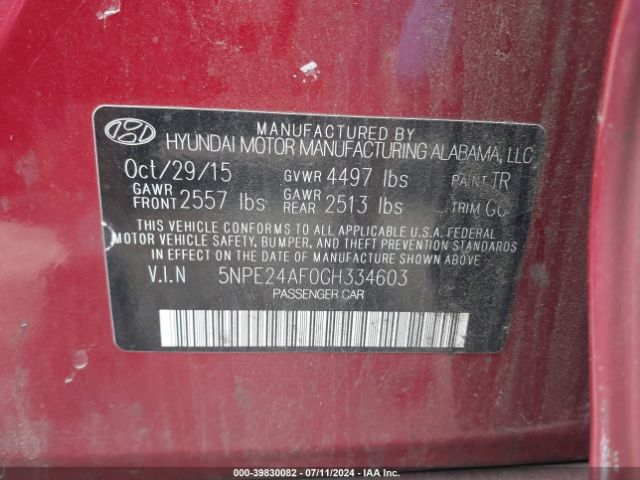 MANUFACTURED BY
HYUNDAI MOTOR MANUFACTURING ALABAMA, LLC
Oct/29/15 GVWR 4497 lbs PAINT TR
GAWR FRONT 2557 lbs GAWR REAR 2513 lbs TRIM GG
THIS VEHICLE CONFORMS TO ALL APPLICABLE U.S.A. FEDERAL
MOTOR VEHICLE SAFETY, BUMPER, AND THEFT PREVENTION STANDARDS
IN EFFECT ON THE DATE OF MANUFACTURE SHOWN ABOVE.
V.I.N 5NPE24AF0GH334603
PASSENGER CAR
000-39830082 / 07/11/2024 / IAA Inc.